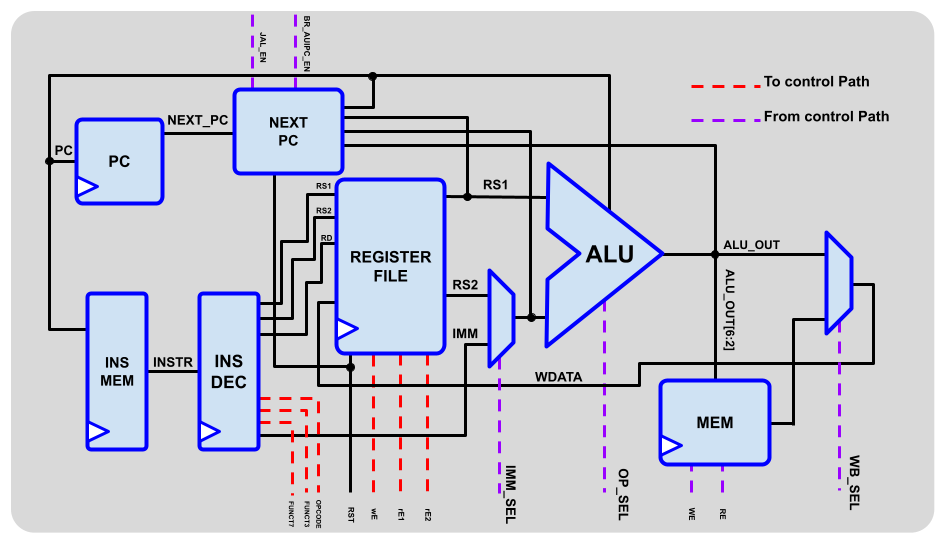 JAL_EN
BR_AUIPC_EN
To control Path
From control Path
NEXT_PC
NEXT
PC
PC
PC
RS1
RS2
RD
RS1
REGISTER
FILE
ALU
ALU_OUT
RS2
ALU_OUT[6:2]
IMM
INS
MEM
INSTR
INS
DEC
WDATA
MEM
IMM_SEL
OP_SEL
WB_SEL
FUNCT7
FUNCT3
OPCODE
RST
wE
rE1
rE2
WE
RE